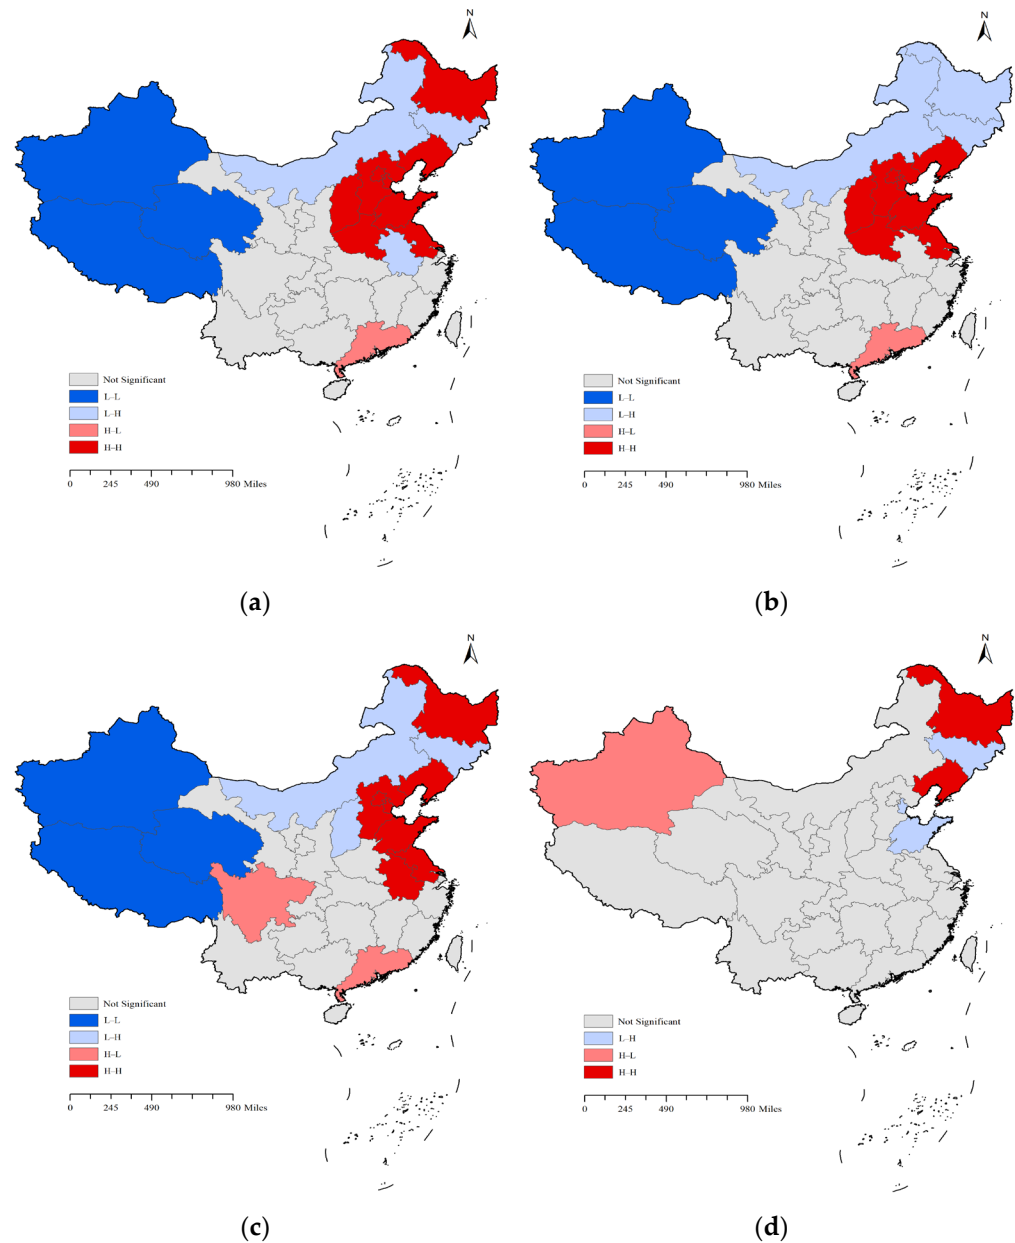 N
Not Significant
L–L
L–H
H–L
H–H
0 245 490 980 Miles
(a)
N
Not Significant
L–L
L–H
H–L
H–H
0 245 490 980 Miles
(b)
N
Not Significant
L–L
L–H
H–L
H–H
0 245 490 980 Miles
(c)
N
Not Significant
L–H
H–L
H–H
0 245 490 980 Miles
(d)